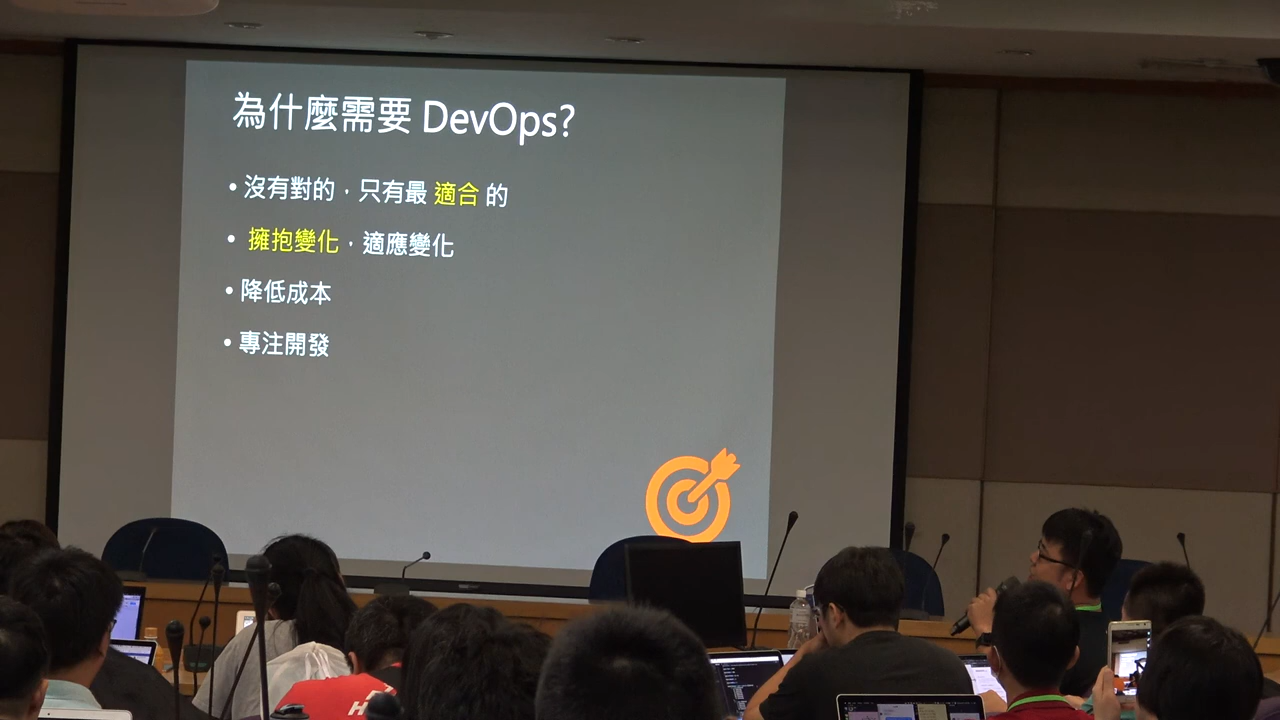 為什麼需要 DevOps?
• 沒有對的，只有最 適合 的
• 擁抱變化，適應變化
• 降低成本
• 專注開發